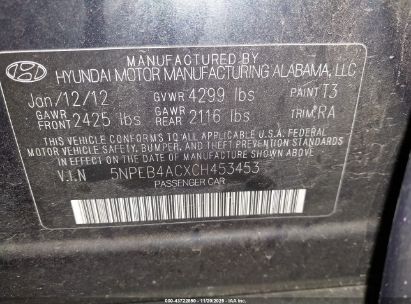 MANUFACTURED BY
HYUNDAI MOTOR MANUFACTURING ALABAMA, LLC
Jan/12/12 GVWR 4299 lbs PAINT T3
GAWR FRONT 2425 lbs GAWR REAR 2116 lbs TRIM RA
THIS VEHICLE CONFORMS TO ALL APPLICABLE U.S.A. FEDERAL
MOTOR VEHICLE SAFETY, BUMPER, AND THEFT PREVENTION STANDARDS
IN EFFECT ON THE DATE OF MANUFACTURE SHOWN ABOVE.
V.I.N 5NPEB4ACXCH453453
PASSENGER CAR